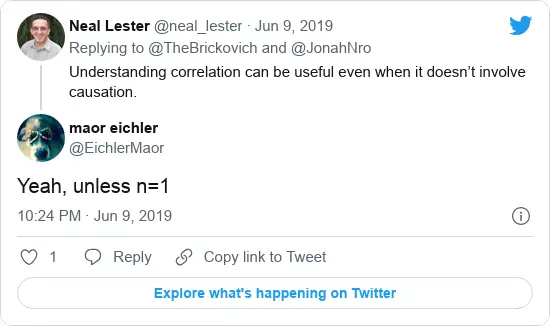 Neal Lester @neal_lester · Jun 9, 2019
Replying to @TheBrickovich and @JonahNro
Understanding correlation can be useful even when it doesn’t involve
causation.
maor eichler
@EichlerMaor
Yeah, unless n=1
10:24 PM · Jun 9, 2019
1 Reply Copy link to Tweet
Explore what's happening on Twitter